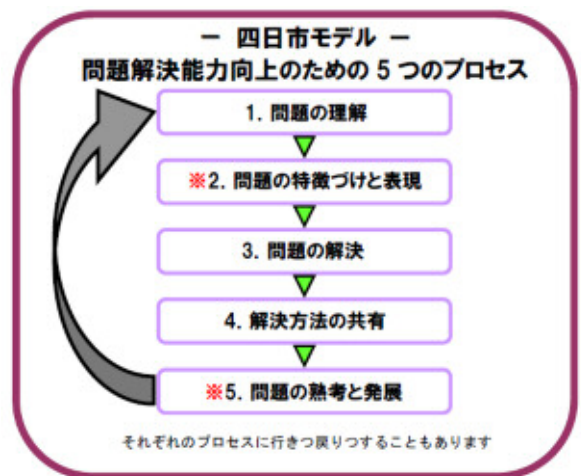 － 四日市モデル －
問題解決能力向上のための 5 つのプロセス
1. 問題の理解
※2. 問題の特徴づけと表現
3. 問題の解決
4. 解決方法の共有
※5. 問題の熟考と発展
それぞれのプロセスに行きつ戻りつすることもあります